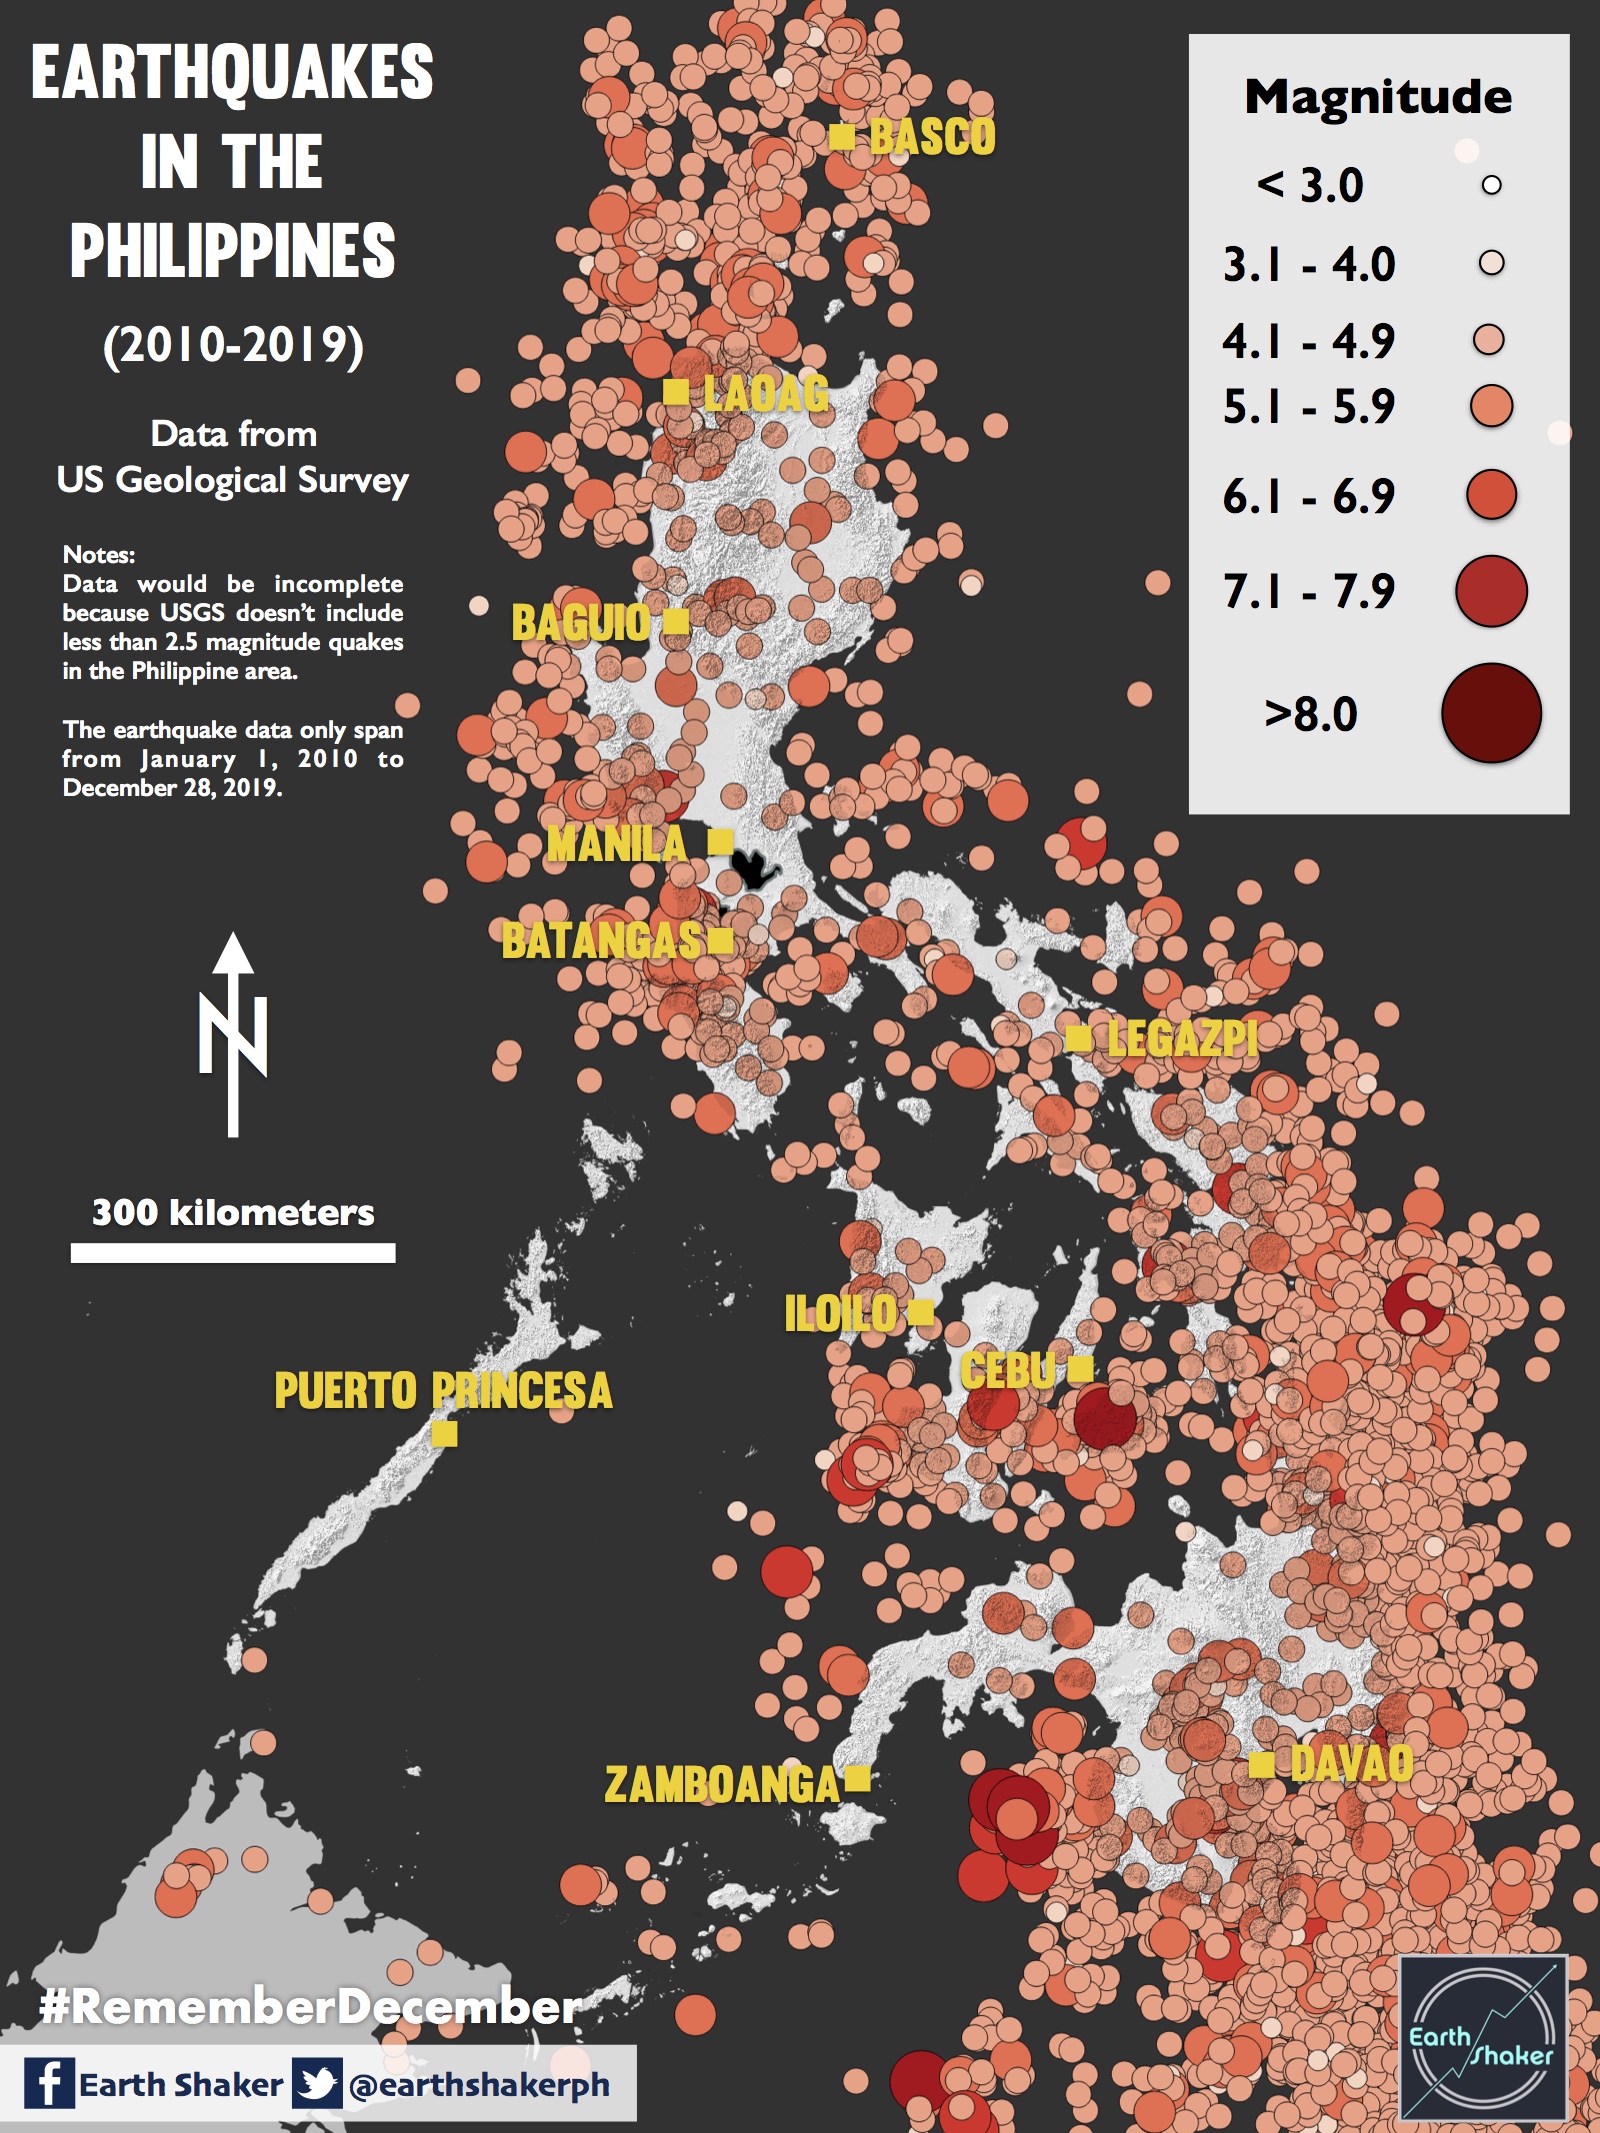 EARTHQUAKES
IN THE
PHILIPPINES
(2010-2019)
Data from
US Geological Survey
Notes:
Data would be incomplete
because USGS doesn't include
less than 2.5 magnitude quakes
in the Philippine area.
The earthquake data only span
from January 1, 2010 to
December 28, 2019.
N
300 kilometers
Magnitude
< 3.0
3.1 - 4.0
4.1 - 4.9
5.1 - 5.9
6.1 - 6.9
7.1 - 7.9
>8.0
BASCO
LAOAG
BAGUIO
MANILA
BATANGAS
LEGAZPI
ILOILO
CEBU
PUERTO PRINCESA
ZAMBOANGA
DAVAO
#RememberDecember
Earth Shaker
@earthshakerph
Earth
Shaker